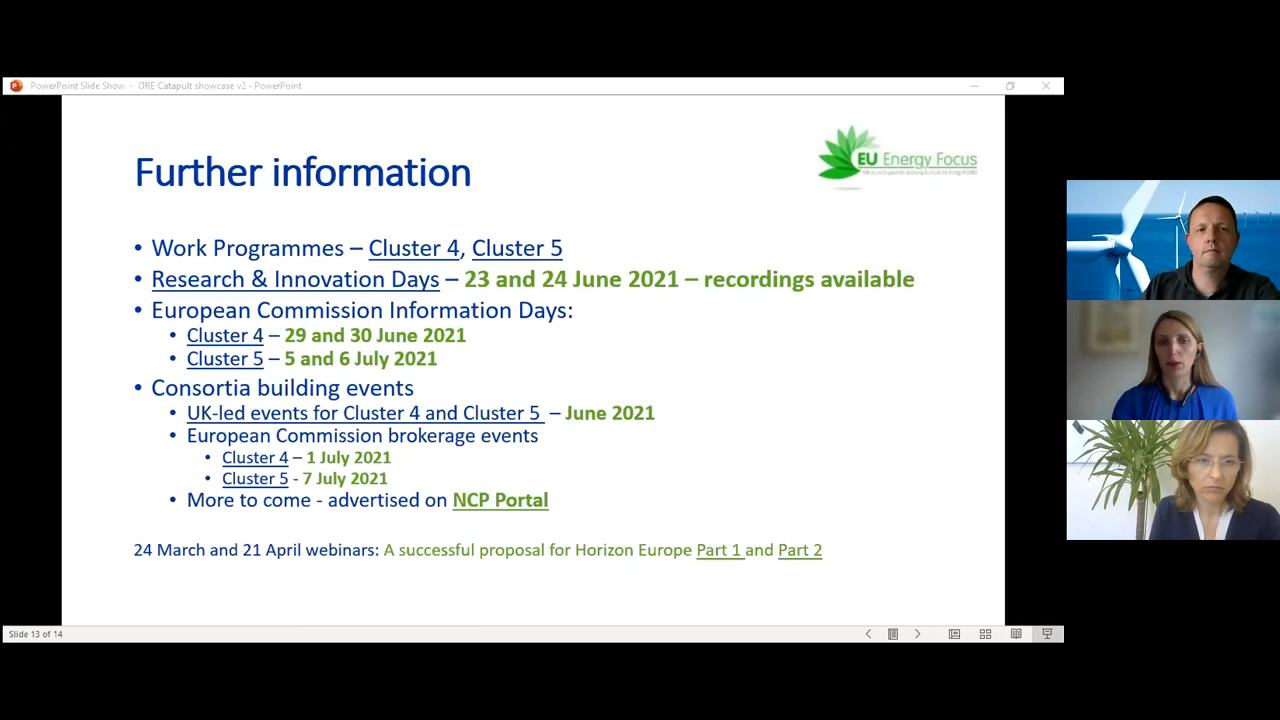 PowerPoint Slide Show - ORE Catapult showcase v2 - PowerPoint
Further information
EU Energy Focus
• Work Programmes – Cluster 4, Cluster 5
• Research & Innovation Days – 23 and 24 June 2021 – recordings available
• European Commission Information Days:
• Cluster 4 – 29 and 30 June 2021
• Cluster 5 – 5 and 6 July 2021
• Consortia building events
• UK-led events for Cluster 4 and Cluster 5 – June 2021
• European Commission brokerage events
• Cluster 4 – 1 July 2021
• Cluster 5 - 7 July 2021
• More to come - advertised on NCP Portal
24 March and 21 April webinars: A successful proposal for Horizon Europe Part 1 and Part 2
Slide 13 of 14